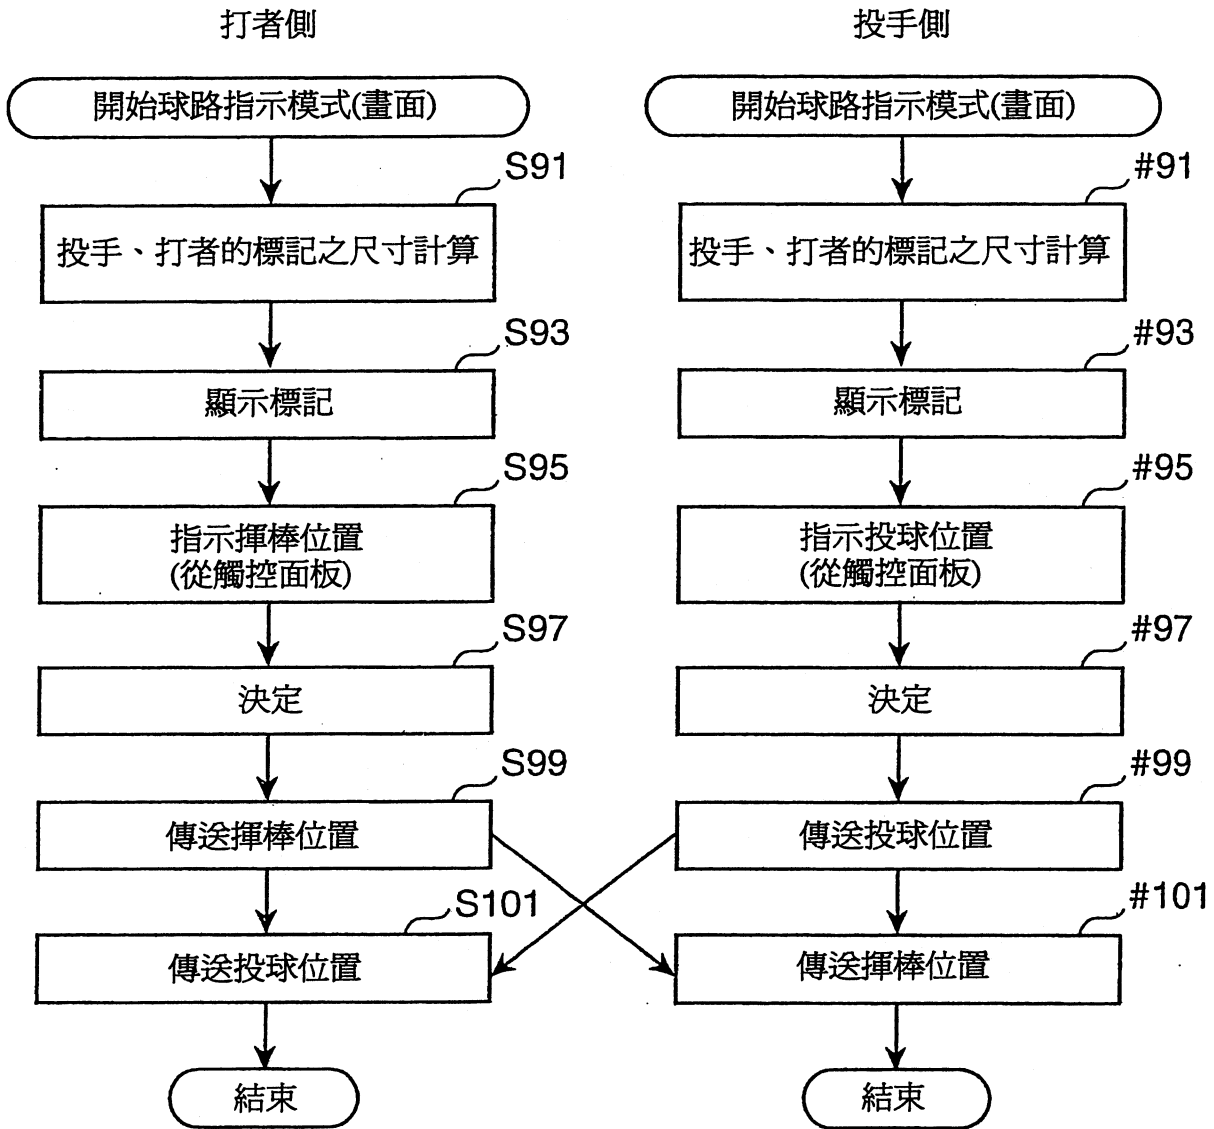 打者側
開始球路指示模式(畫面)
S91
投手、打者的標記之尺寸計算
S93
顯示標記
S95
指示揮棒位置
(從觸控面板)
S97
決定
S99
傳送揮棒位置
S101
傳送投球位置
結束
投手側
開始球路指示模式(畫面)
#91
投手、打者的標記之尺寸計算
#93
顯示標記
#95
指示投球位置
(從觸控面板)
#97
決定
#99
傳送投球位置
#101
傳送揮棒位置
結束